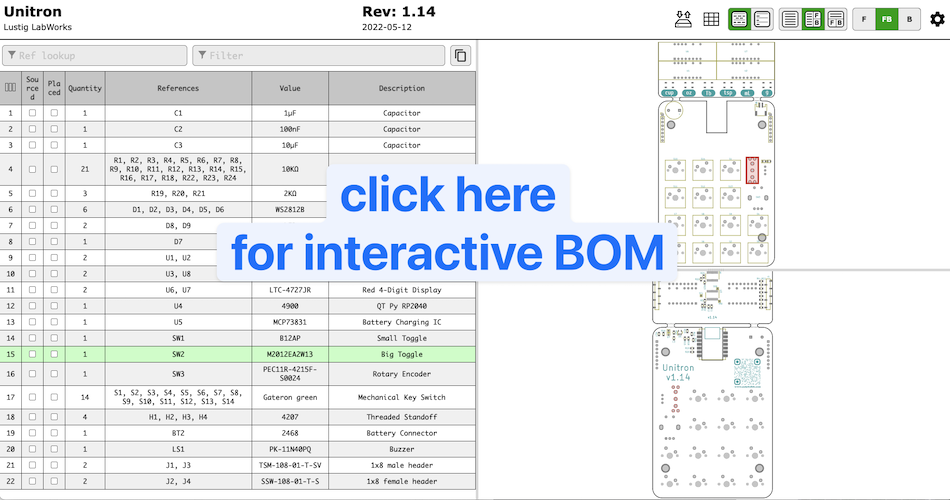 Unitron
Lustig LabWorks
Rev: 1.14
2022-05-12
F FB B
Ref lookup
Filter
Sourced Placed Quantity References Value Description
1 1 C1 1µF Capacitor
2 1 C2 100nF Capacitor
3 1 C3 10µF Capacitor
4 21 R1, R2, R3, R4, R5, R6, R7, R8, 10KΩ
R9, R10, R11, R12, R13, R14, R15,
R16, R17, R18, R22, R23, R24
5 3 R19, R20, R21 2KΩ
6 6 D1, D2, D3, D4, D5, D6 WS2812B
7 2 D8, D9
8 1 D7
9 2 U1, U2
10 2 U3, U8
click here
for interactive BOM
11 2 U6, U7 LTC-4727JR Red 4-Digit Display
12 1 U4 4900 QT Py RP2040
13 1 U5 MCP73831 Battery Charging IC
14 1 SW1 B12AP Small Toggle
15 1 SW2 M2012EA2W13 Big Toggle
16 1 SW3 PEC11R-4215F-S0024 Rotary Encoder
17 14 S1, S2, S3, S4, S5, S6, S7, S8, Gateron green Mechanical Key Switch
S9, S10, S11, S12, S13, S14
18 4 H1, H2, H3, H4 4207 Threaded Standoff
19 1 BT2 2468 Battery Connector
20 1 LS1 PK-11N40PQ Buzzer
21 2 J1, J3 TSM-108-01-T-SV 1x8 male header
22 2 J2, J4 SSW-108-01-T-S 1x8 female header
Unitron
v1.14